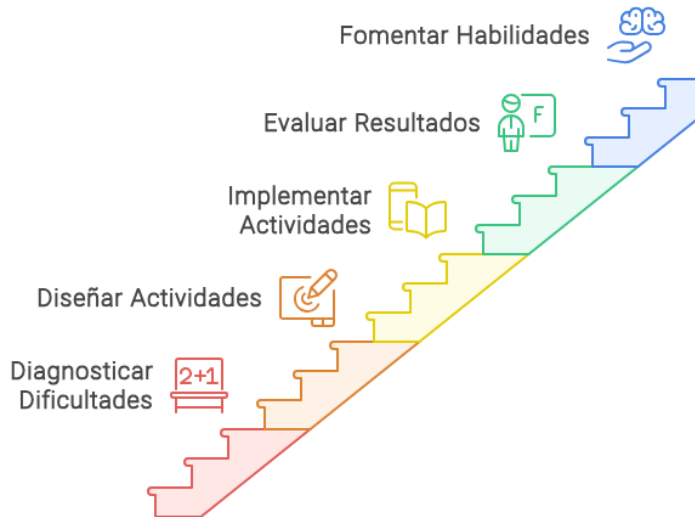 Fomentar Habilidades
Evaluar Resultados
F
Implementar
Actividades
Diseñar Actividades
Diagnosticar
Dificultades
2+1